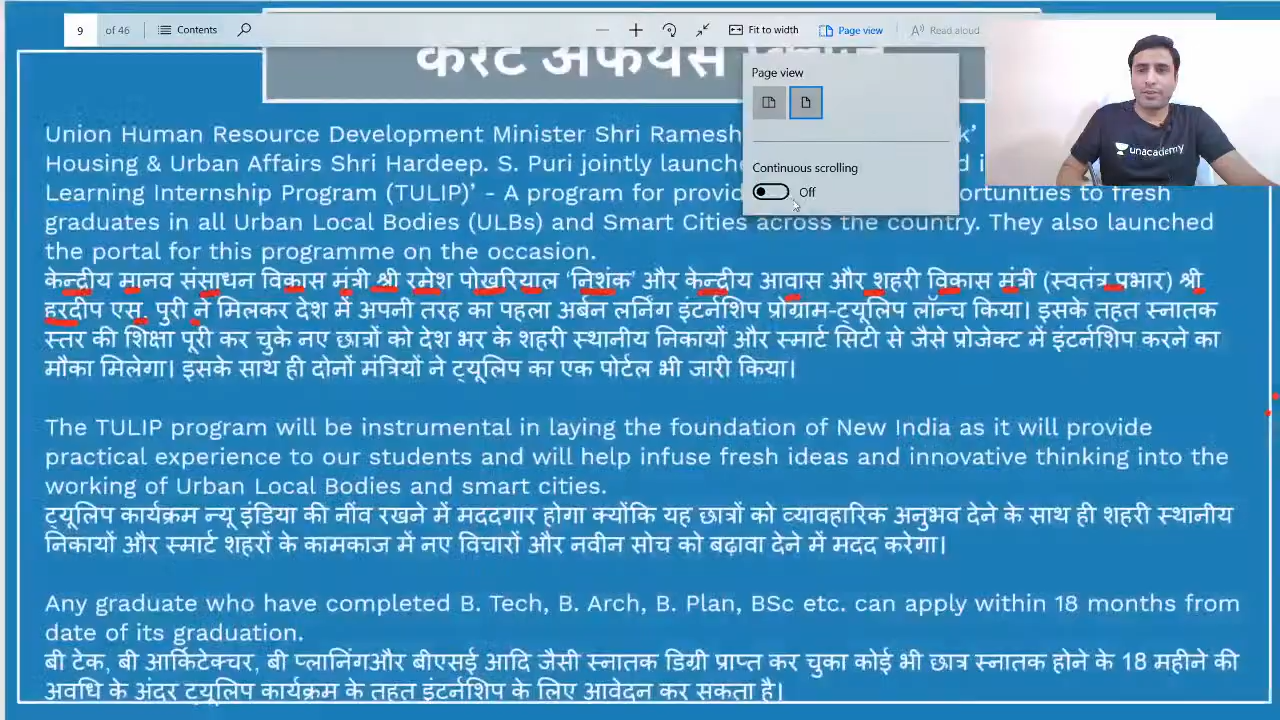 9 of 46 Contents Fit to width Page view Read aloud
करेंट अफेयर्स
Page view
Continuous scrolling
Off
unacademy
Union Human Resource Development Minister Shri Ramesh
Housing & Urban Affairs Shri Hardeep. S. Puri jointly
Learning Internship Program (TULIP)’ - A program for to fresh
graduates in all Urban Local Bodies (ULBs) and Smart Cities across the country. They also launched
the portal for this programme on the occasion.
केन्द्रीय मानव संसाधन विकास मंत्री श्री रमेश पोखरियाल ‘निशंक’ और केन्द्रीय आवास और शहरी विकास मंत्री (स्वतंत्र प्रभार) श्री
हरदीप एस. पुरी ने मिलकर देश में अपनी तरह का पहला अर्बन लर्निंग इंटर्नशिप प्रोग्राम-ट्यूलिप लॉन्च किया। इसके तहत स्नातक
स्तर की शिक्षा पूरी कर चुके नए छात्रों को देश भर के शहरी स्थानीय निकायों और स्मार्ट सिटी से जैसे प्रोजेक्ट में इंटर्नशिप करने का
मौका मिलेगा। इसके साथ ही दोनों मंत्रियों ने ट्यूलिप का एक पोर्टल भी जारी किया।
The TULIP program will be instrumental in laying the foundation of New India as it will provide
practical experience to our students and will help infuse fresh ideas and innovative thinking into the
working of Urban Local Bodies and smart cities.
ट्यूलिप कार्यक्रम न्यू इंडिया की नींव रखने में मददगार होगा क्योंकि यह छात्रों को व्यावहारिक अनुभव देने के साथ ही शहरी स्थानीय
निकायों और स्मार्ट शहरों के कामकाज में नए विचारों और नवीन सोच को बढ़ावा देने में मदद करेगा।
Any graduate who have completed B. Tech, B. Arch, B. Plan, BSc etc. can apply within 18 months from
date of its graduation.
बी टेक, बी आर्किटेक्चर, बी प्लानिंगऔर बीएसई आदि जैसी स्नातक डिग्री प्राप्त कर चुका कोई भी छात्र स्नातक होने के 18 महीने की
अवधि के अंदर ट्यूलिप कार्यक्रम के तहत इंटर्नशिप के लिए आवेदन कर सकता है।